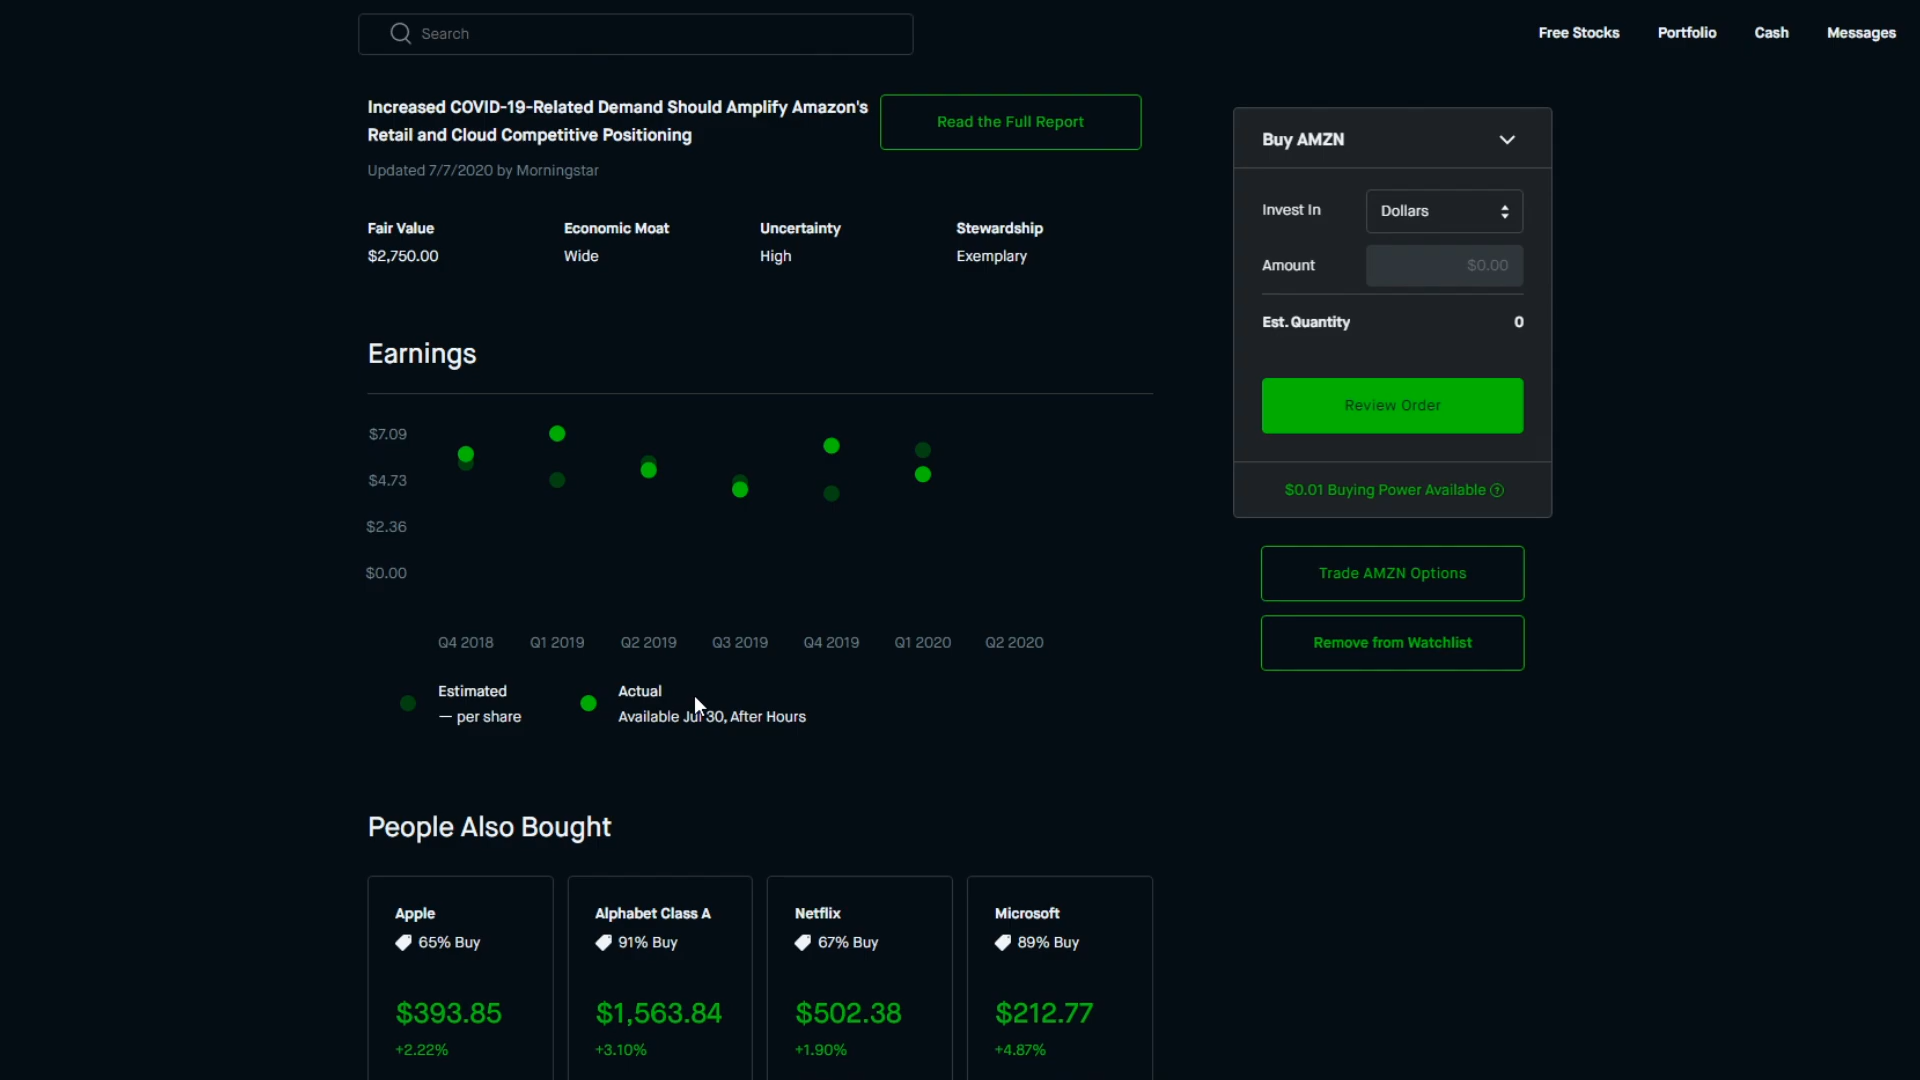 Search
Free Stocks
Portfolio
Cash
Messages
Increased COVID-19-Related Demand Should Amplify Amazon's
Retail and Cloud Competitive Positioning
Read the Full Report
Updated 7/7/2020 by Morningstar
Fair Value
$2,750.00
Economic Moat
Wide
Uncertainty
High
Stewardship
Exemplary
Earnings
$7.09
$4.73
$2.36
$0.00
Q4 2018
Q1 2019
Q2 2019
Q3 2019
Q4 2019
Q1 2020
Q2 2020
Estimated
— per share
Actual
Available Jul 30, After Hours
People Also Bought
Apple
65% Buy
$393.85
+2.22%
Alphabet Class A
91% Buy
$1,563.84
+3.10%
Netflix
67% Buy
$502.38
+1.90%
Microsoft
89% Buy
$212.77
+4.87%
Buy AMZN
Invest In
Dollars
Amount
$0.00
Est. Quantity
0
Review Order
$0.01 Buying Power Available ?
Trade AMZN Options
Remove from Watchlist